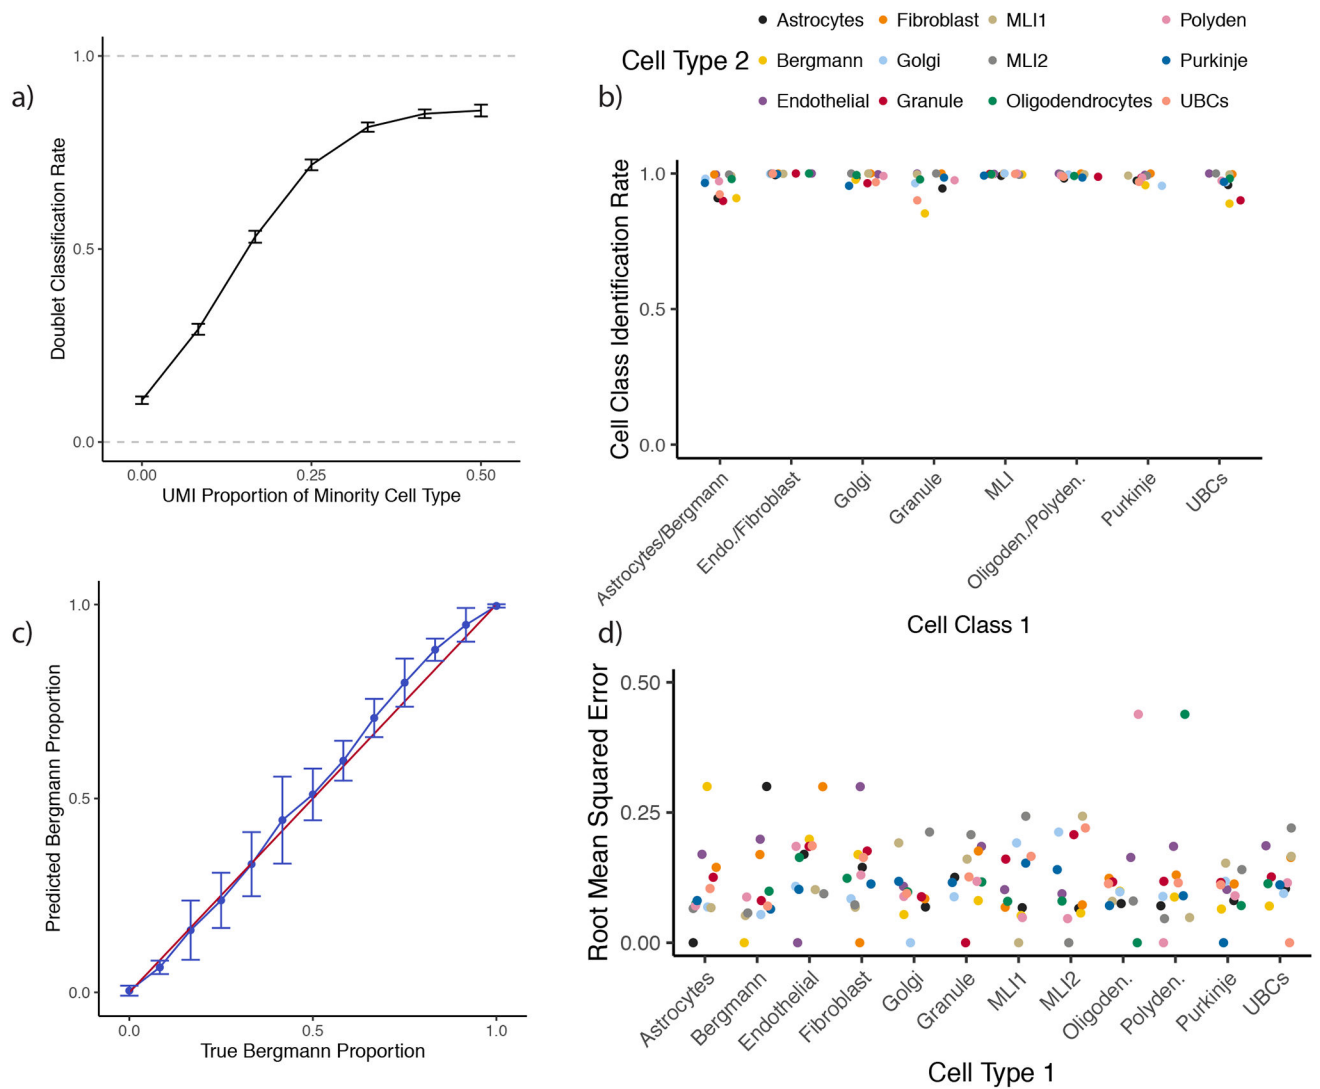 a)
1.0
0.5
0.0
Doublet Classification Rate
0.00 0.25 0.50
UMI Proportion of Minority Cell Type
Cell Type 2
Astrocytes Fibroblast MLI1 Polyden
Bergmann Golgi MLI2 Purkinje
Endothelial Granule Oligodendrocytes UBCs
b)
1.0
0.5
0.0
Cell Class Identification Rate
Astrocytes/Bergmann
Endo./Fibroblast
Golgi
Granule
MLI
Oligoden./Polyden.
Purkinje
UBCs
Cell Class 1
c)
1.0
0.5
0.0
Predicted Bergmann Proportion
0.0 0.5 1.0
True Bergmann Proportion
d)
0.50
0.25
0.00
Root Mean Squared Error
Astrocytes
Bergmann
Endothelial
Fibroblast
Golgi
Granule
MLI1
MLI2
Oligoden.
Polyden.
Purkinje
UBCs
Cell Type 1